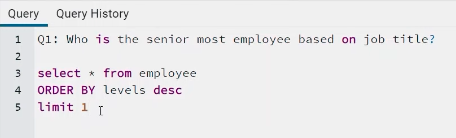 Query Query History
1 Q1: Who is the senior most employee based on job title?
2
3 select * from employee
4 ORDER BY levels desc
5 limit 1